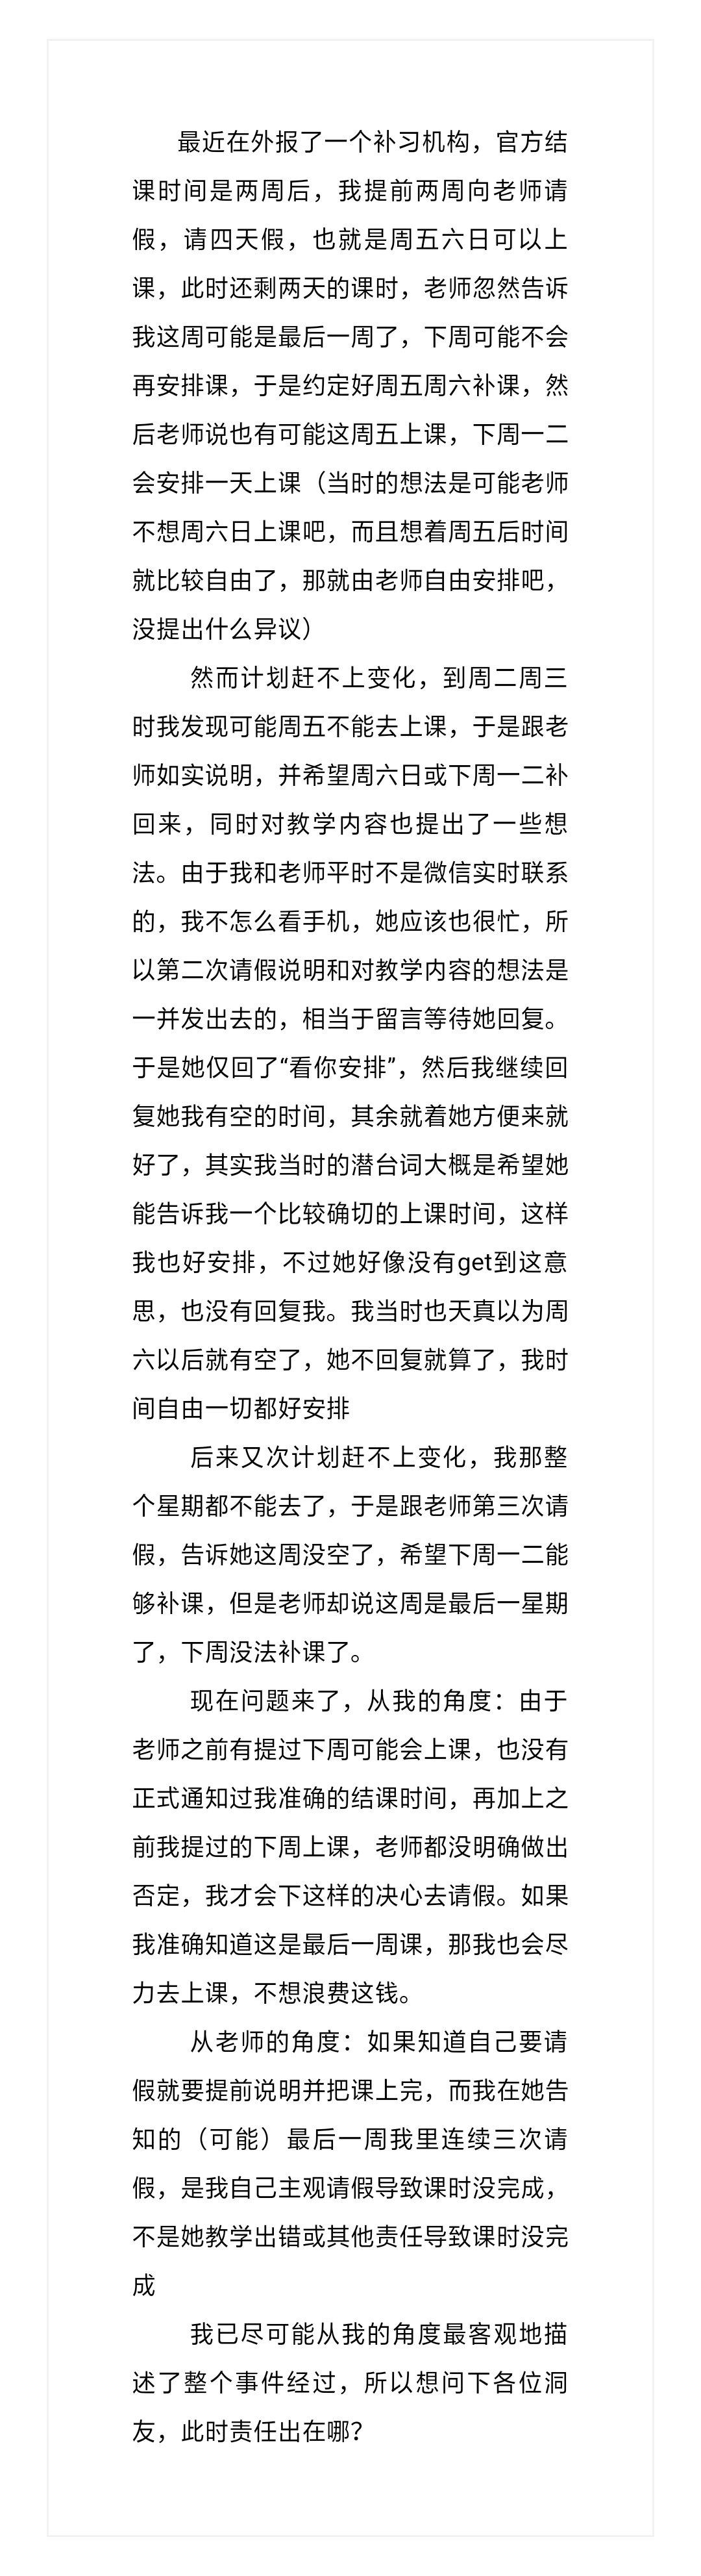 最近在外报了一个补习机构，官方结
课时间是两周后，我提前两周向老师请
假，请四天假，也就是周五六日可以上
课，此时还剩两天的课时，老师忽然告诉
我这周可能是最后一周了，下周可能不会
再安排课，于是约定好周五周六补课，然
后老师说也有可能这周五上课，下周一二
会安排一天上课（当时的想法是可能老师
不想周六日上课吧，而且想着周五后时间
就比较自由了，那就由老师自由安排吧，
没提出什么异议）
然而计划赶不上变化，到周二周三
时我发现可能周五不能去上课，于是跟老
师如实说明，并希望周六日或下周一二补
回来，同时对教学内容也提出了一些想
法。由于我和老师平时不是微信实时联系
的，我不怎么看手机，她应该也很忙，所
以第二次请假说明和对教学内容的想法是
一并发出去的，相当于留言等待她回复。
于是她仅回了“看你安排”，然后我继续回
复她我有空的时间，其余就着她方便来就
好了，其实我当时的潜台词大概是希望她
能告诉我一个比较确切的上课时间，这样
我也好安排，不过她好像没有get到这意
思，也没有回复我。我当时也天真以为周
六以后就有空了，她不回复就算了，我时
间自由一切都好安排
后来又次计划赶不上变化，我那整
个星期都不能去了，于是跟老师第三次请
假，告诉她这周没空了，希望下周一二能
够补课，但是老师却说这周是最后一星期
了，下周没法补课了。
现在问题来了，从我的角度：由于
老师之前有提过下周可能会上课，也没有
正式通知过我准确的结课时间，再加上之
前我提过的下周上课，老师都没明确做出
否定，我才会下这样的决心去请假。如果
我准确知道这是最后一周课，那我也会尽
力去上课，不想浪费这钱。
从老师的角度：如果知道自己要请
假就要提前说明并把课上完，而我在她告
知的（可能）最后一周我里连续三次请
假，是我自己主观请假导致课时没完成，
不是她教学出错或其他责任导致课时没完
成
我已尽可能从我的角度最客观地描
述了整个事件经过，所以想问下各位洞
友，此时责任出在哪？